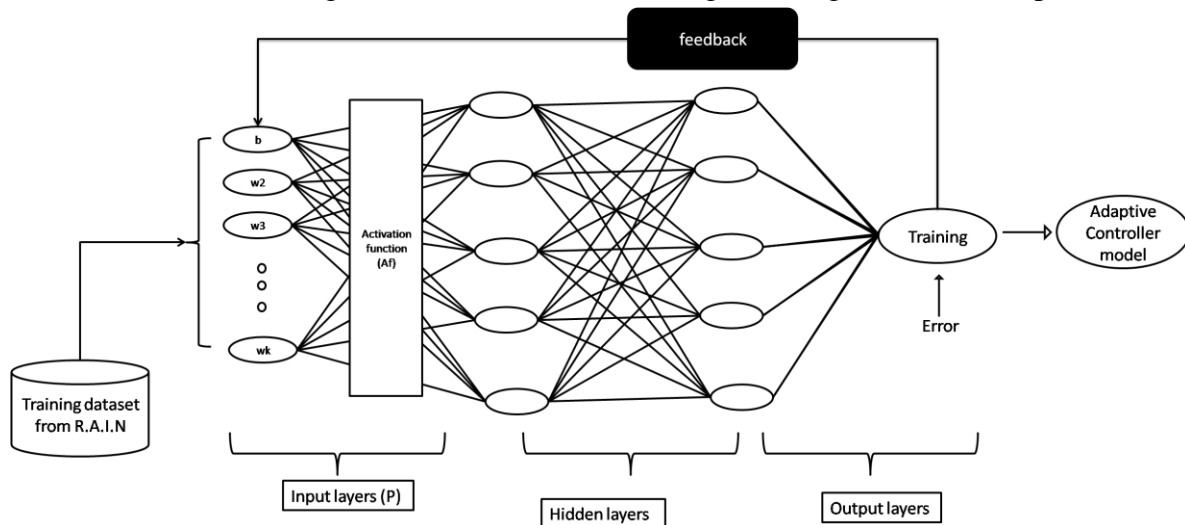 feedback
b
w2
w3
wk
Activation
function
(Af)
Training
Error
Adaptive
Controller
model
Training dataset
from R.A.I.N
Input layers (P)
Hidden layers
Output layers